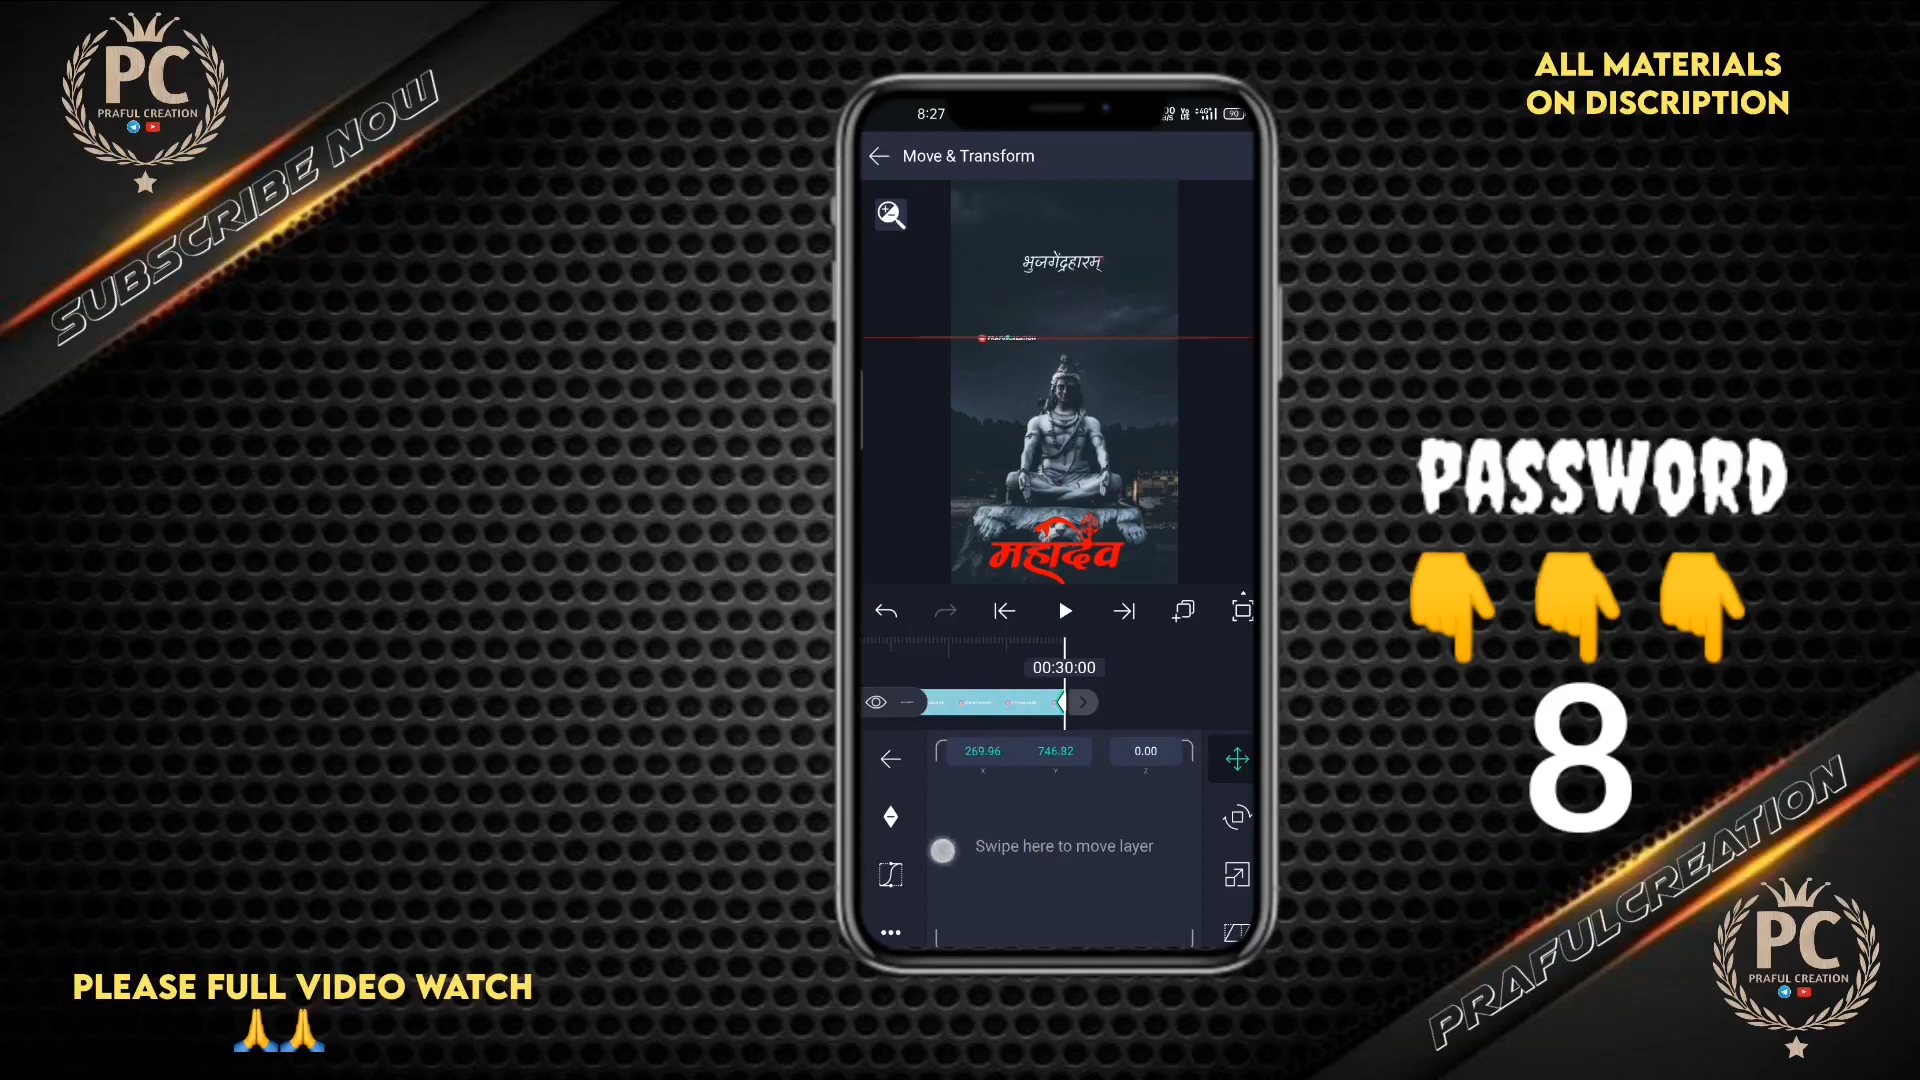 PC
PRAFUL CREATION
SUBSCRIBE NOW
ALL MATERIALS
ON DISCRIPTION
8:27
90
Move & Transform
भुजगेंद्रहारम्
PRAFULCREATION
महादेव
00:30:00
269.96
746.82
0.00
X
Y
Z
Swipe here to move layer
PASSWORD
8
PLEASE FULL VIDEO WATCH
PRAFULCREATION
PC
PRAFUL CREATION